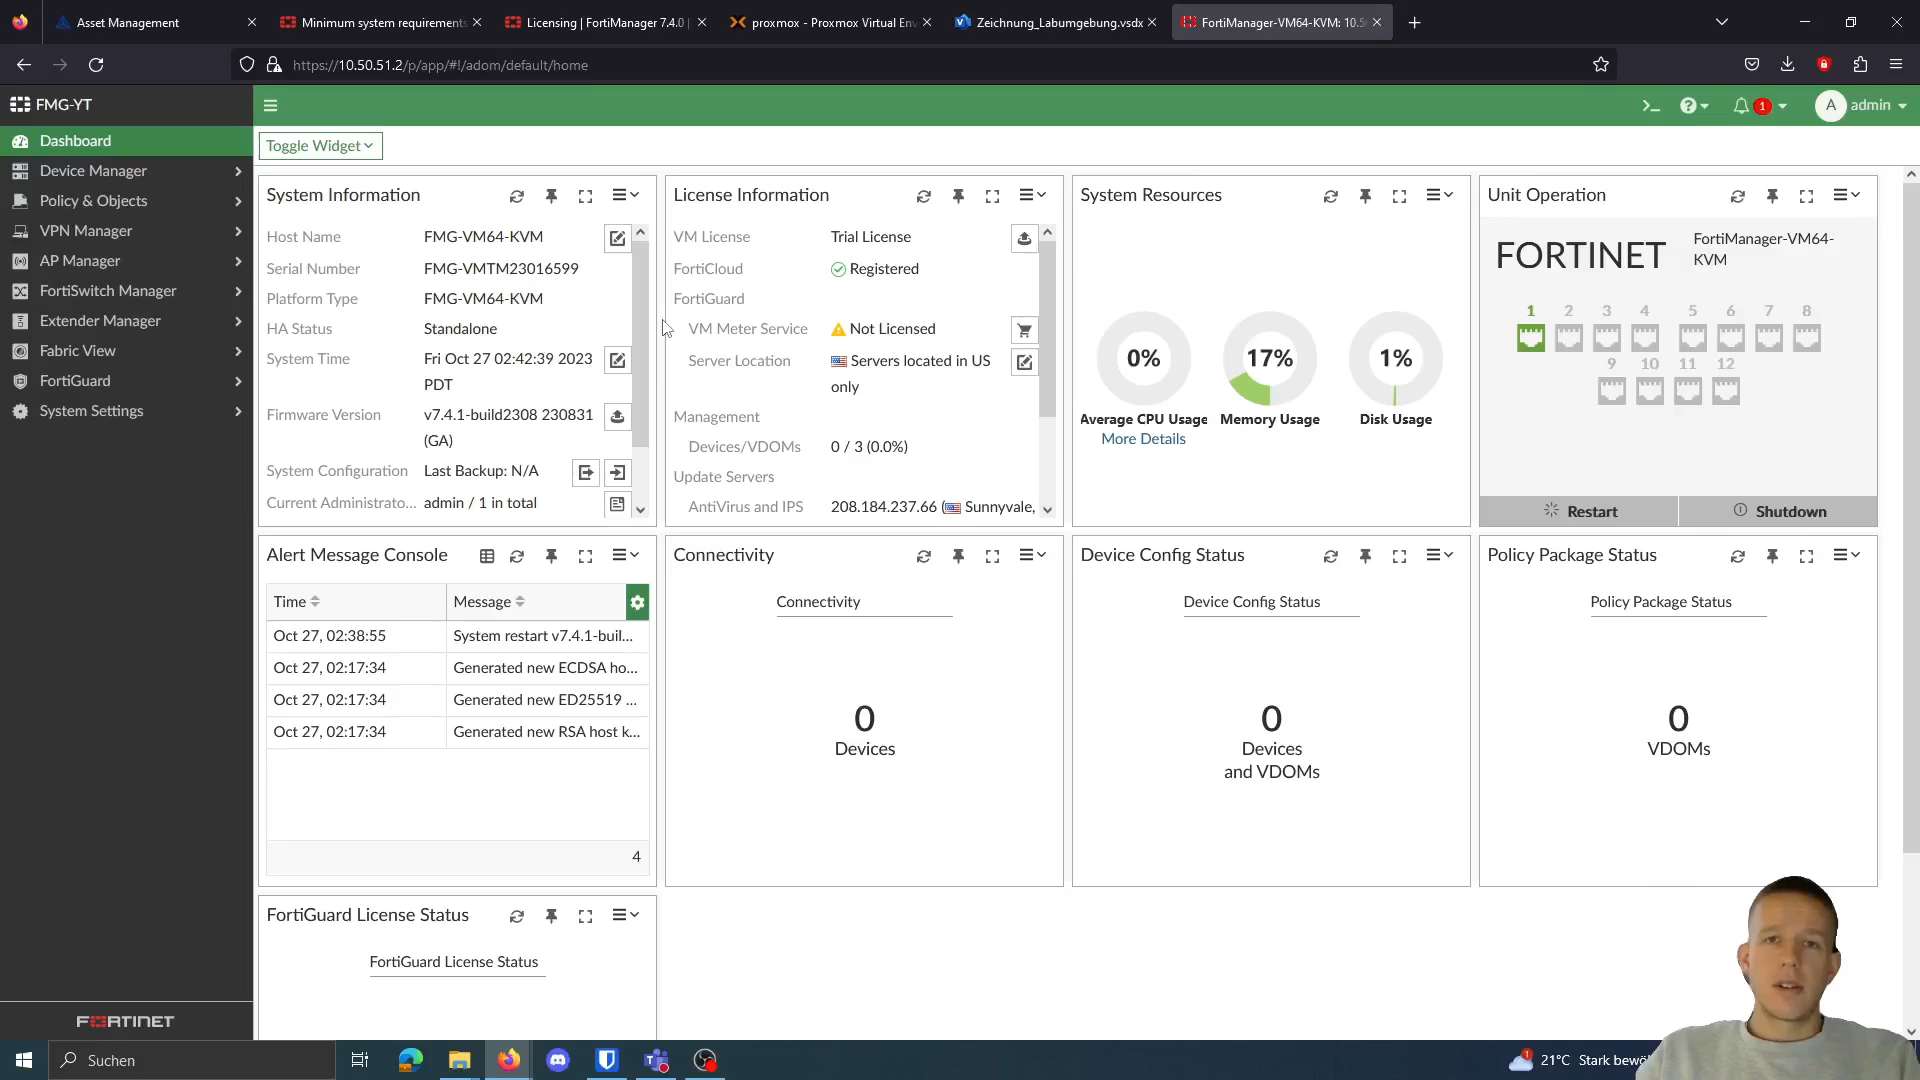 Asset Management
Minimum system requirements
Licensing | FortiManager 7.4.0 |
proxmox - Proxmox Virtual Env
Zeichnung_Labumgebung.vsdx
FortiManager-VM64-KVM: 10.50
https://10.50.51.2/p/app/#!/adom/default/home
FMG-YT
1
A
admin
Dashboard
Device Manager
Policy & Objects
VPN Manager
AP Manager
FortiSwitch Manager
Extender Manager
Fabric View
FortiGuard
System Settings
FORTINET
Toggle Widget
System Information
Host Name FMG-VM64-KVM
Serial Number FMG-VMTM23016599
Platform Type FMG-VM64-KVM
HA Status Standalone
System Time Fri Oct 27 02:42:39 2023
PDT
Firmware Version v7.4.1-build2308 230831
(GA)
System Configuration Last Backup: N/A
Current Administrato... admin / 1 in total
License Information
VM License Trial License
FortiCloud Registered
FortiGuard
VM Meter Service Not Licensed
Server Location Servers located in US
only
Management
Devices/VDOMs 0 / 3 (0.0%)
Update Servers
AntiVirus and IPS 208.184.237.66 ( Sunnyvale,
System Resources
0% 17% 1%
Average CPU Usage Memory Usage Disk Usage
More Details
Unit Operation
FORTINET FortiManager-VM64-
KVM
1 2 3 4 5 6 7 8
9 10 11 12
Restart Shutdown
Alert Message Console
Time Message
Oct 27, 02:38:55 System restart v7.4.1-buil...
Oct 27, 02:17:34 Generated new ECDSA ho...
Oct 27, 02:17:34 Generated new ED25519 ...
Oct 27, 02:17:34 Generated new RSA host k...
4
Connectivity
Connectivity
0
Devices
Device Config Status
Device Config Status
0
Devices
and VDOMs
Policy Package Status
Policy Package Status
0
VDOMs
FortiGuard License Status
FortiGuard License Status
Suchen
1
21°C Stark bewöl